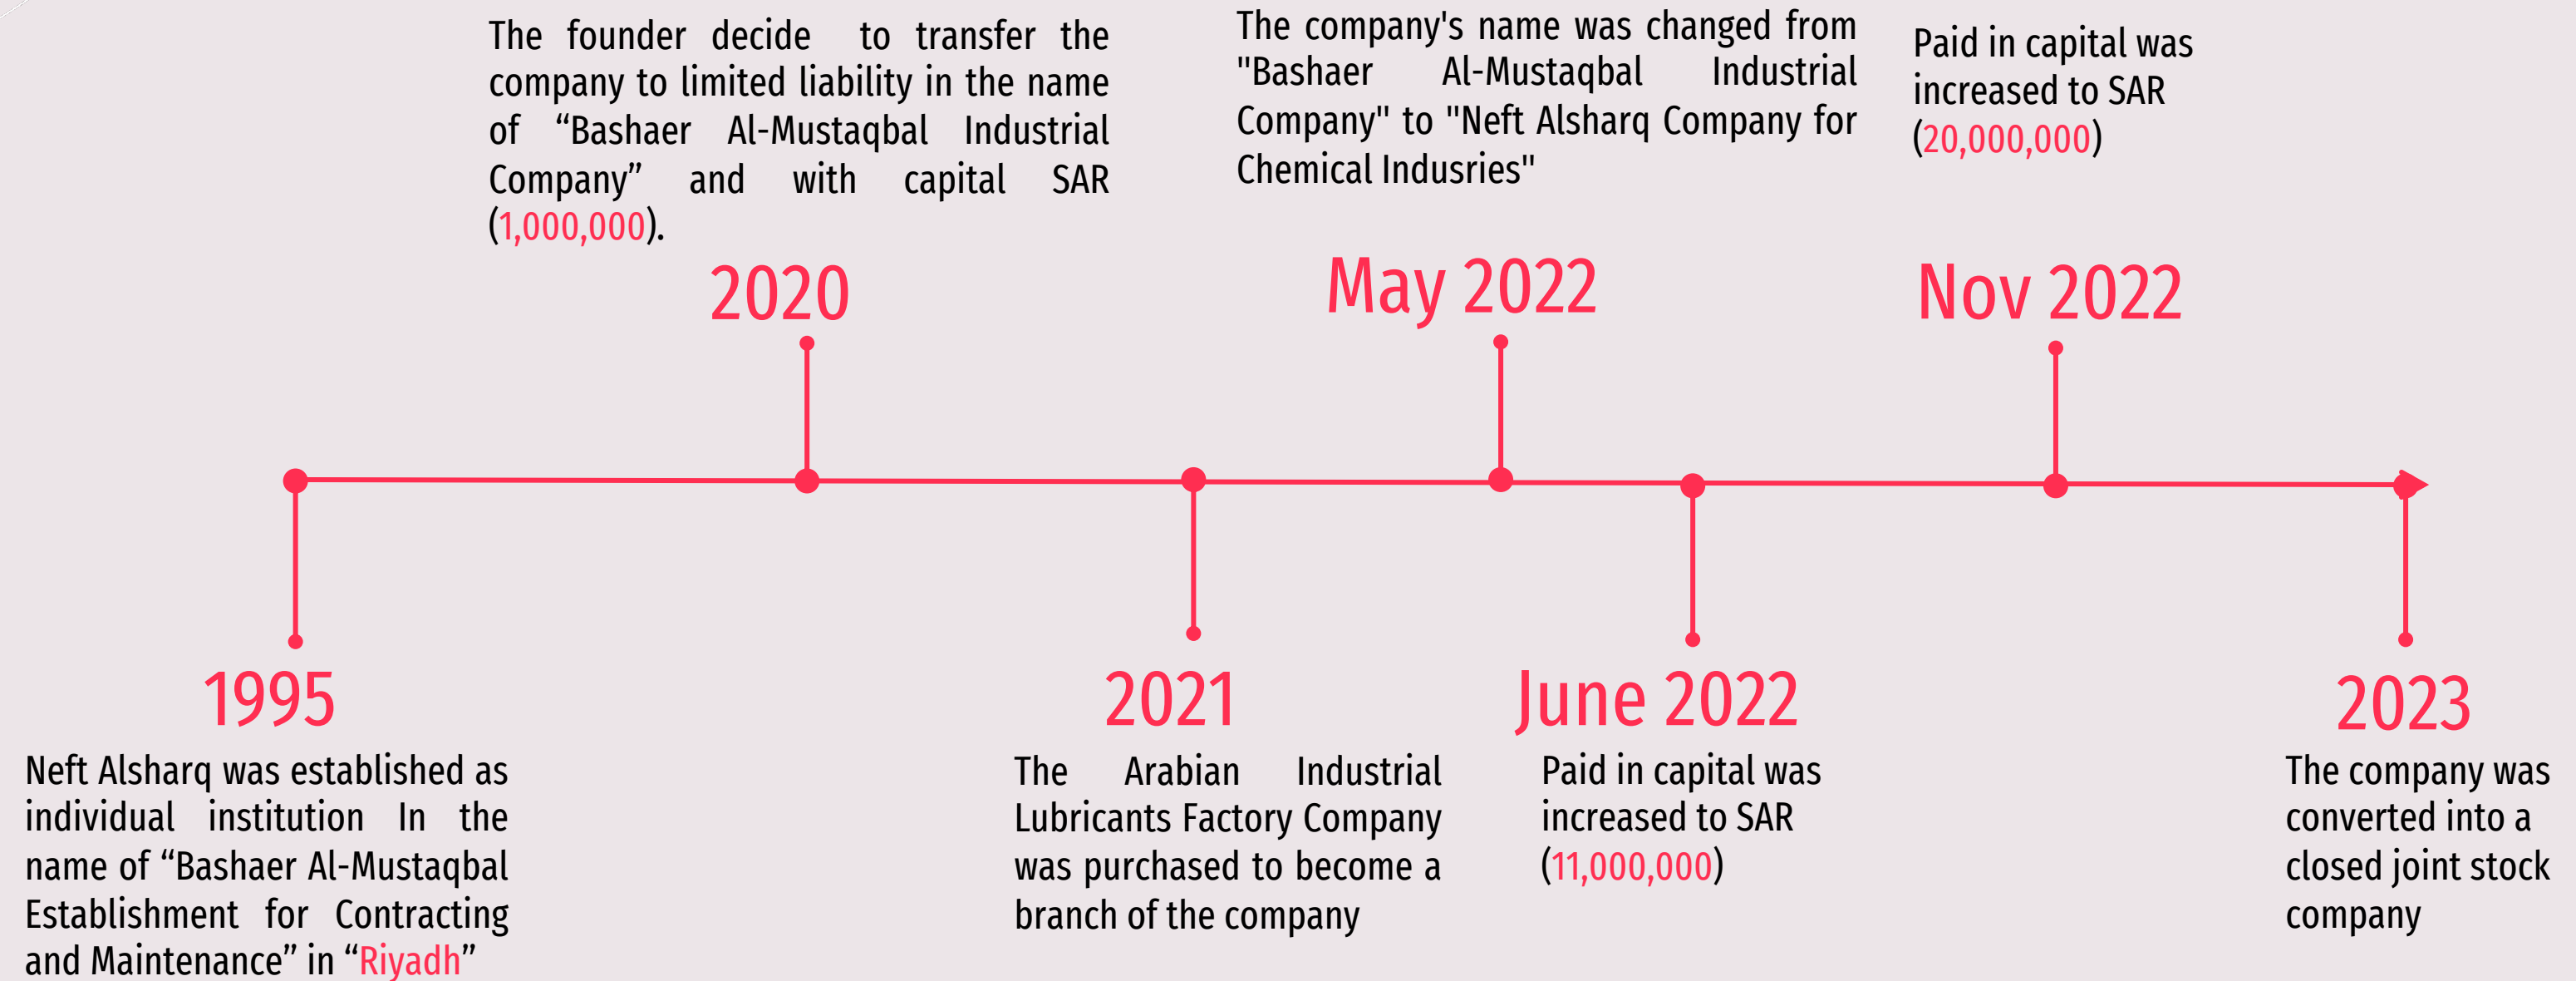 1995
Neft Alsharq was established as
individual institution In the
name of “Bashaer Al-Mustaqbal
Establishment for Contracting
and Maintenance” in “Riyadh”
The founder decide to transfer the
company to limited liability in the name
of “Bashaer Al-Mustaqbal Industrial
Company” and with capital SAR
(1,000,000).
2020
2021
The Arabian Industrial
Lubricants Factory Company
was purchased to become a
branch of the company
The company's name was changed from
"Bashaer Al-Mustaqbal Industrial
Company" to "Neft Alsharq Company for
Chemical Indusries"
May 2022
June 2022
Paid in capital was
increased to SAR
(11,000,000)
Paid in capital was
increased to SAR
(20,000,000)
Nov 2022
2023
The company was
converted into a
closed joint stock
company